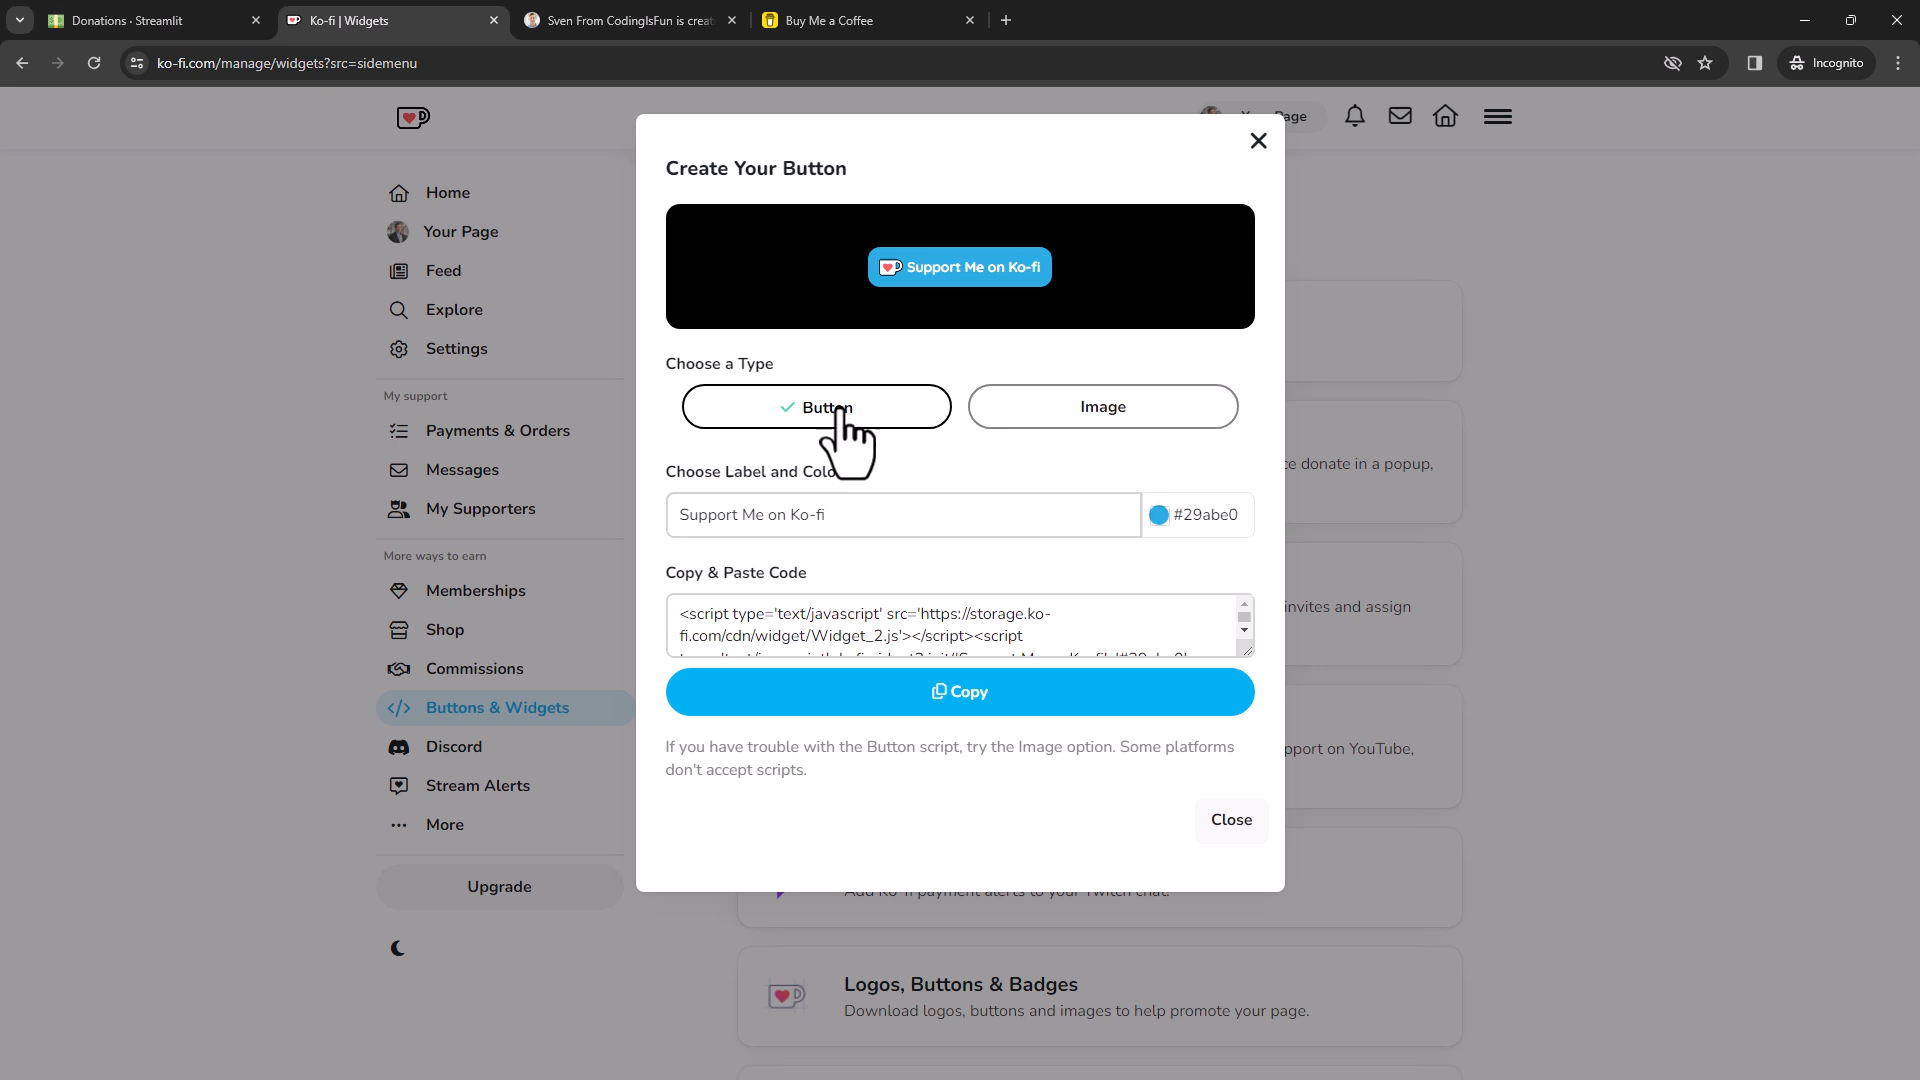 Donations · Streamlit
Ko-fi | Widgets
Sven From CodingIsFun is creat
Buy Me a Coffee
ko-fi.com/manage/widgets?src=sidemenu
Incognito
Page
Create Your Button
Home
Your Page
Support Me on Ko-fi
Feed
Explore
Settings
Choose a Type
My support
Button
Image
Payments & Orders
Messages
Choose Label and
donate in a popup,
My Supporters
Support Me on Ko-fi
#29abe0
More ways to earn
Copy & Paste Code
Memberships
<script type='text/javascript' src='https://storage.ko-
fi.com/cdn/widget/Widget_2.js'></script><script
invites and assign
Shop
Commissions
Copy
Buttons & Widgets
Discord
If you have trouble with the Button script, try the Image option. Some platforms
don't accept scripts.
on YouTube,
Stream Alerts
More
Close
Upgrade
Logos, Buttons & Badges
Download logos, buttons and images to help promote your page.